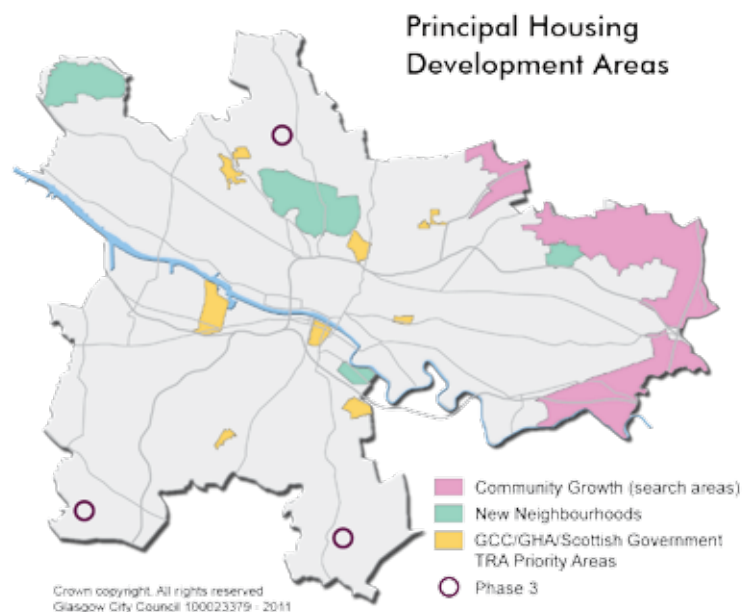 Principal Housing
Development Areas
Community Growth (search areas)
New Neighbourhoods
GCC/GHA/Scottish Government
TRA Priority Areas
Phase 3
Crown copyright. All rights reserved
Glasgow City Council 100023379 - 2011